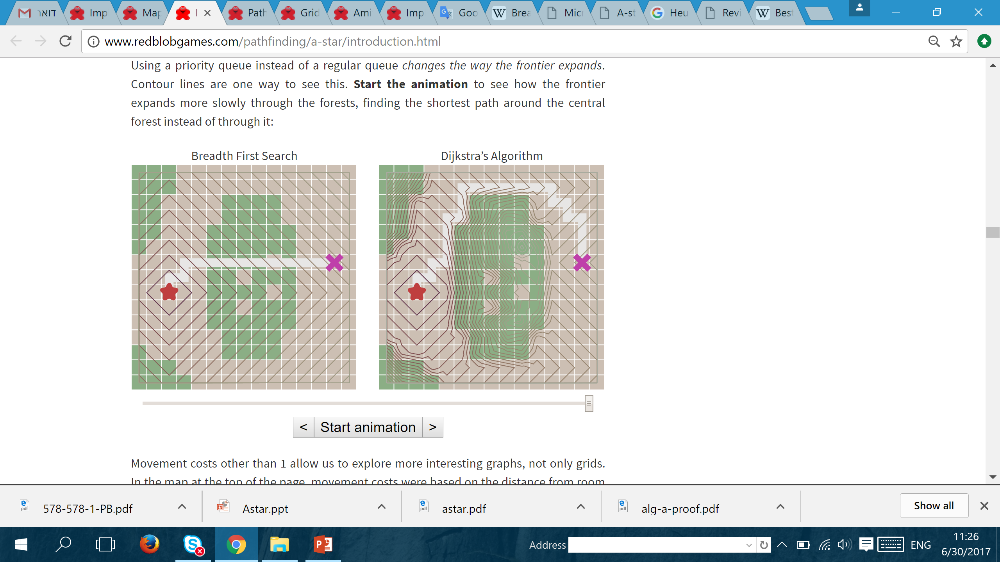 דואר
Imp
Map
Path
Grid
Ami
Imp
Goo
Brea
Mic
A-st
Heu
Revi
Best
www.redblobgames.com/pathfinding/a-star/introduction.html
Using a priority queue instead of a regular queue changes the way the frontier expands.
Contour lines are one way to see this. Start the animation to see how the frontier
expands more slowly through the forests, finding the shortest path around the central
forest instead of through it:
Breadth First Search
Dijkstra’s Algorithm
< Start animation >
Movement costs other than 1 allow us to explore more interesting graphs, not only grids.
In the map at the top of the page, movement costs were based on the distance from room
578-578-1-PB.pdf
Astar.ppt
astar.pdf
alg-a-proof.pdf
Show all
Address
ENG
11:26
6/30/2017